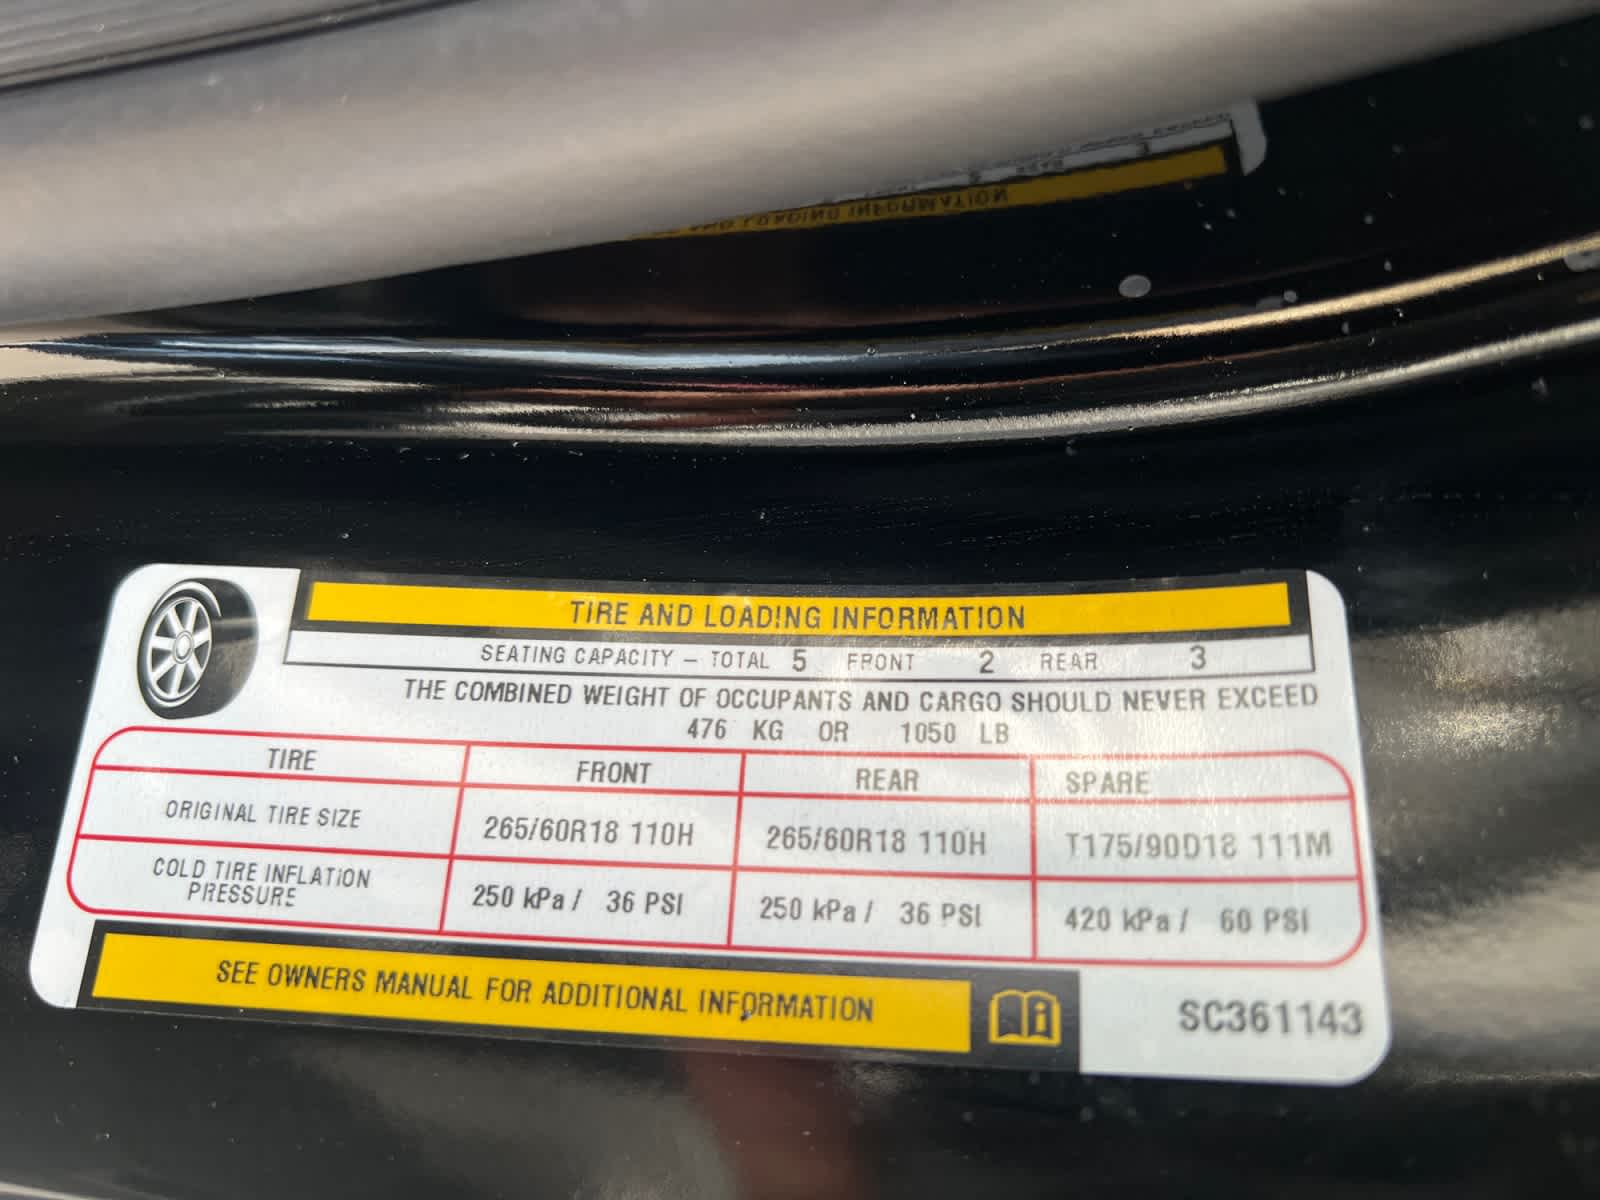 AND LOADING INFORMATION
TIRE AND LOADING INFORMATION
SEATING CAPACITY – TOTAL 5 FRONT 2 REAR 3
THE COMBINED WEIGHT OF OCCUPANTS AND CARGO SHOULD NEVER EXCEED
476 KG OR 1050 LB
TIRE FRONT REAR SPARE
ORIGINAL TIRE SIZE 265/60R18 110H 265/60R18 110H T175/90D18 111M
COLD TIRE INFLATION
PRESSURE 250 kPa / 36 PSI 250 kPa / 36 PSI 420 kPa / 60 PSI
SEE OWNERS MANUAL FOR ADDITIONAL INFORMATION
SC361143